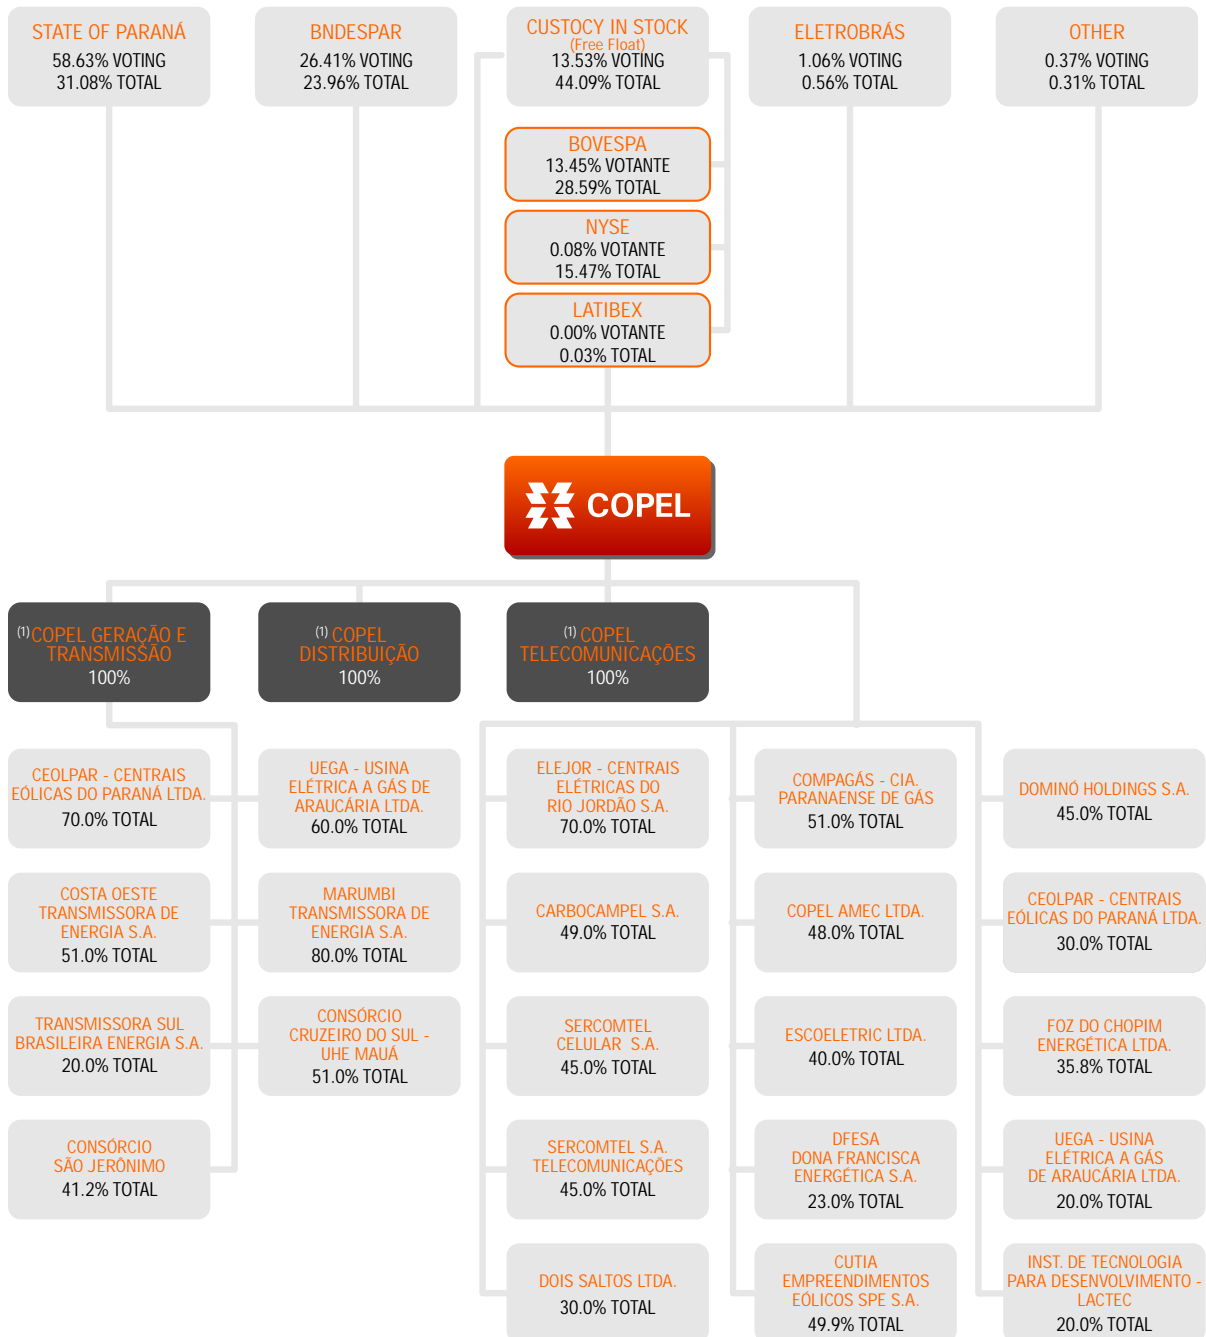 STATE OF PARANÁ
58.63% VOTING
31.08% TOTAL
BNDESPAR
26.41% VOTING
23.96% TOTAL
CUSTOCY IN STOCK
(Free Float)
13.53% VOTING
44.09% TOTAL
ELETROBRÁS
1.06% VOTING
0.56% TOTAL
OTHER
0.37% VOTING
0.31% TOTAL
BOVESPA
13.45% VOTANTE
28.59% TOTAL
NYSE
0.08% VOTANTE
15.47% TOTAL
LATIBEX
0.00% VOTANTE
0.03% TOTAL
COPEL
(1) COPEL GERAÇÃO E
TRANSMISSÃO
100%
(1) COPEL
DISTRIBUIÇÃO
100%
(1) COPEL
TELECOMUNICAÇÕES
100%
CEOLPAR - CENTRAIS
EÓLICAS DO PARANÁ LTDA.
70.0% TOTAL
UEGA - USINA
ELÉTRICA A GÁS DE
ARAUCÁRIA LTDA.
60.0% TOTAL
ELEJOR - CENTRAIS
ELÉTRICAS DO
RIO JORDÃO S.A.
70.0% TOTAL
COMPAGÁS - CIA.
PARANAENSE DE GÁS
51.0% TOTAL
DOMINÓ HOLDINGS S.A.
45.0% TOTAL
COSTA OESTE
TRANSMISSORA DE
ENERGIA S.A.
51.0% TOTAL
MARUMBI
TRANSMISSORA DE
ENERGIA S.A.
80.0% TOTAL
CARBOCAMPEL S.A.
49.0% TOTAL
COPEL AMEC LTDA.
48.0% TOTAL
CEOLPAR - CENTRAIS
EÓLICAS DO PARANÁ LTDA.
30.0% TOTAL
TRANSMISSORA SUL
BRASILEIRA ENERGIA S.A.
20.0% TOTAL
CONSÓRCIO
CRUZEIRO DO SUL -
UHE MAUÁ
51.0% TOTAL
SERCOMTEL
CELULAR S.A.
45.0% TOTAL
ESCOELECTRIC LTDA.
40.0% TOTAL
FOZ DO CHOPIM
ENERGÉTICA LTDA.
35.8% TOTAL
CONSÓRCIO
SÃO JERÔNIMO
41.2% TOTAL
SERCOMTEL S.A.
TELECOMUNICAÇÕES
45.0% TOTAL
DFESA
DONA FRANCISCA
ENERGÉTICA S.A.
23.0% TOTAL
UEGA - USINA
ELÉTRICA A GÁS
DE ARAUCÁRIA LTDA.
20.0% TOTAL
DOIS SALTOS LTDA.
30.0% TOTAL
CUTIA
EMPREENDIMENTOS
EÓLICOS SPE S.A.
49.9% TOTAL
INST. DE TECNOLOGIA
PARA DESENVOLVIMENTO -
LACTEC
20.0% TOTAL